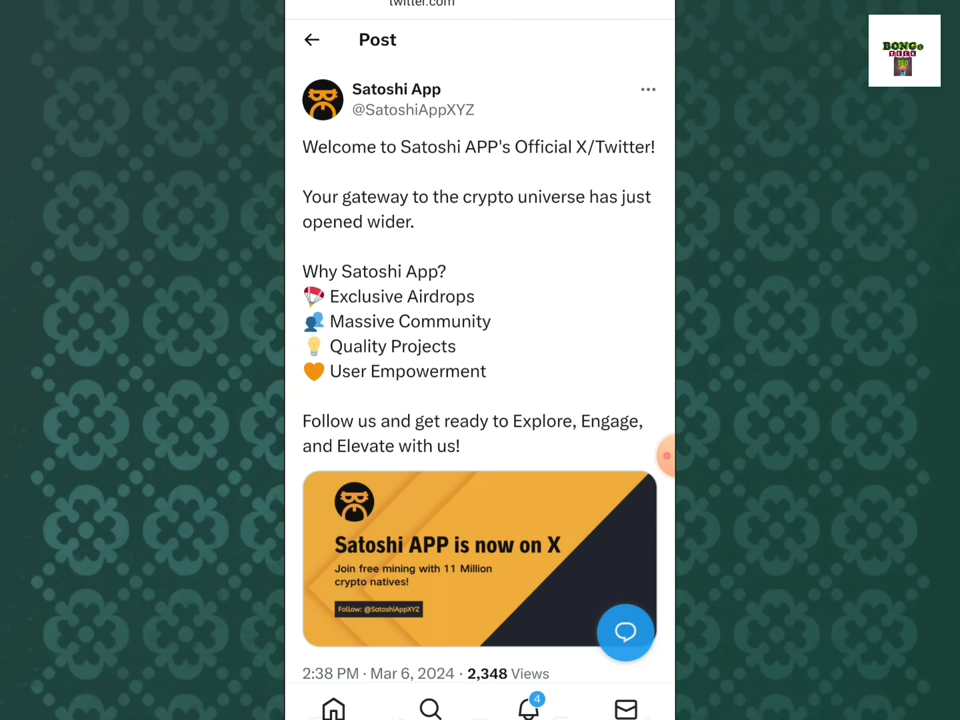 twitter.com
Post
Satoshi App
@SatoshiAppXYZ
Welcome to Satoshi APP's Official X/Twitter!
Your gateway to the crypto universe has just
opened wider.
Why Satoshi App?
Exclusive Airdrops
Massive Community
Quality Projects
User Empowerment
Follow us and get ready to Explore, Engage,
and Elevate with us!
Satoshi APP is now on X
Join free mining with 11 Million
crypto natives!
Follow: @SatoshiAppXYZ
2:38 PM · Mar 6, 2024 · 2,348 Views
4
BONGO
TECH
360